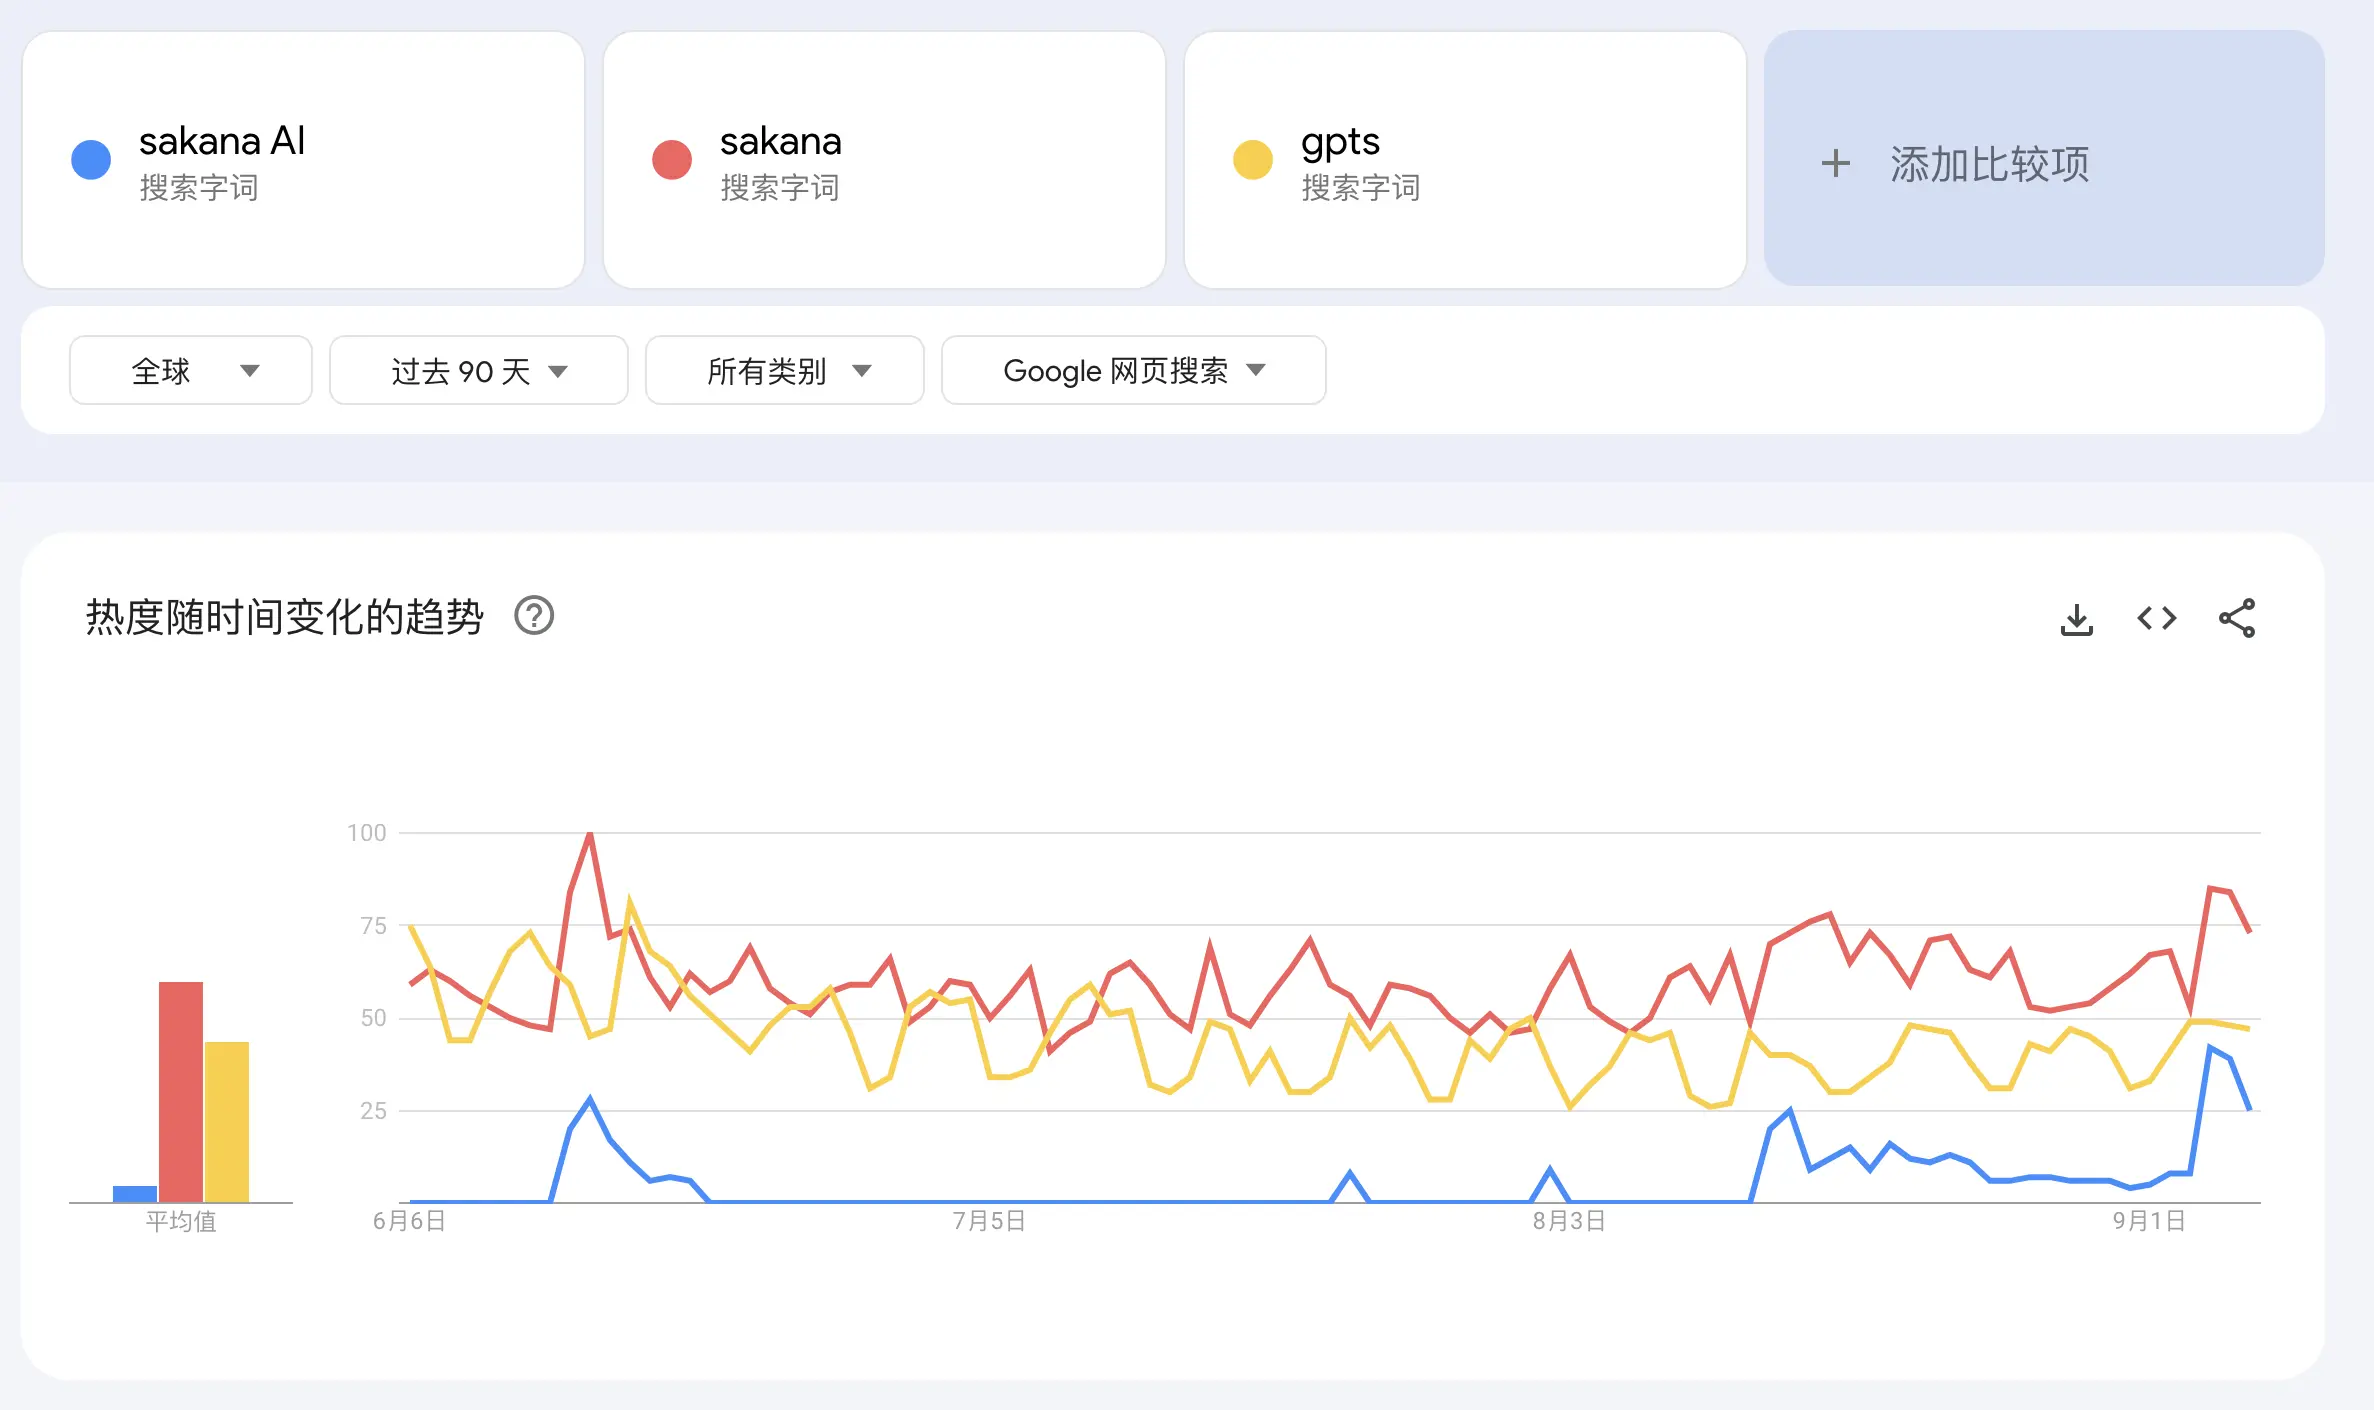 sakana AI
搜索字词
sakana
搜索字词
gpts
搜索字词
+ 添加比较项
全球
过去 90 天
所有类别
Google 网页搜索
热度随时间变化的趋势
?
100
75
50
25
平均值
6月6日
7月5日
8月3日
9月1日